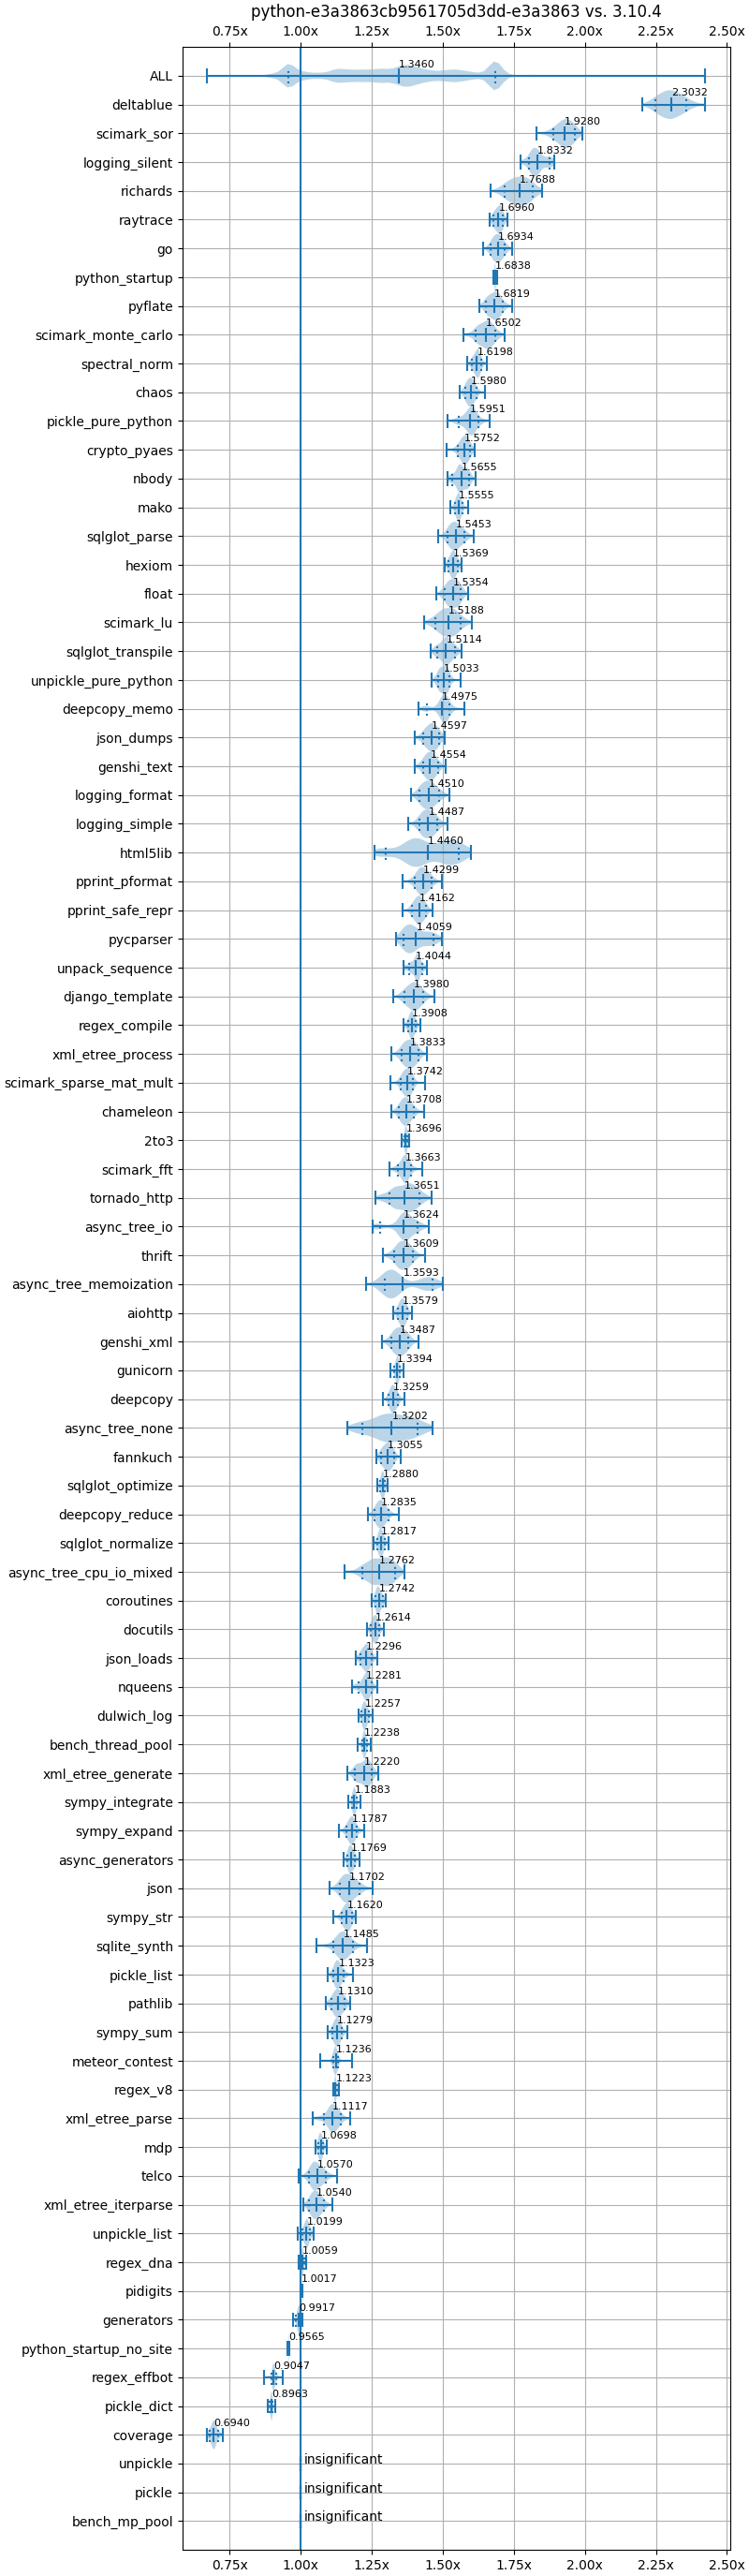 python-e3a3863cb9561705d3dd-e3a3863 vs. 3.10.4
0.75x 1.00x 1.25x 1.50x 1.75x 2.00x 2.25x 2.50x
ALL 1.3460
deltablue 2.3032
scimark_sor 1.9280
logging_silent 1.8332
richards 1.7688
raytrace 1.6960
go 1.6934
python_startup 1.6838
pyflate 1.6819
scimark_monte_carlo 1.6502
spectral_norm 1.6198
chaos 1.5980
pickle_pure_python 1.5951
crypto_pyaes 1.5752
nbody 1.5655
mako 1.5555
sqlglot_parse 1.5453
hexiom 1.5369
float 1.5354
scimark_lu 1.5188
sqlglot_transpile 1.5114
unpickle_pure_python 1.5033
deepcopy_memo 1.4975
json_dumps 1.4597
genshi_text 1.4554
logging_format 1.4510
logging_simple 1.4487
html5lib 1.4460
pprint_pformat 1.4299
pprint_safe_repr 1.4162
pycparser 1.4059
unpack_sequence 1.4044
django_template 1.3980
regex_compile 1.3908
xml_etree_process 1.3833
scimark_sparse_mat_mult 1.3742
chameleon 1.3708
2to3 1.3696
scimark_fft 1.3663
tornado_http 1.3651
async_tree_io 1.3624
thrift 1.3609
async_tree_memoization 1.3593
aiohttp 1.3579
genshi_xml 1.3487
gunicorn 1.3394
deepcopy 1.3259
async_tree_none 1.3202
fannkuch 1.3055
sqlglot_optimize 1.2880
deepcopy_reduce 1.2835
sqlglot_normalize 1.2817
async_tree_cpu_io_mixed 1.2762
coroutines 1.2742
docutils 1.2614
json_loads 1.2296
nqueens 1.2281
dulwich_log 1.2257
bench_thread_pool 1.2238
xml_etree_generate 1.2220
sympy_integrate 1.1883
sympy_expand 1.1787
async_generators 1.1769
json 1.1702
sympy_str 1.1620
sqlite_synth 1.1485
pickle_list 1.1323
pathlib 1.1310
sympy_sum 1.1279
meteor_contest 1.1236
regex_v8 1.1223
xml_etree_parse 1.1117
mdp 1.0698
telco 1.0570
xml_etree_iterparse 1.0540
unpickle_list 1.0199
regex_dna 1.0059
pidigits 1.0017
generators 0.9917
python_startup_no_site 0.9565
regex_effbot 0.9047
pickle_dict 0.8963
coverage 0.6940
unpickle insignificant
pickle insignificant
bench_mp_pool insignificant
0.75x 1.00x 1.25x 1.50x 1.75x 2.00x 2.25x 2.50x